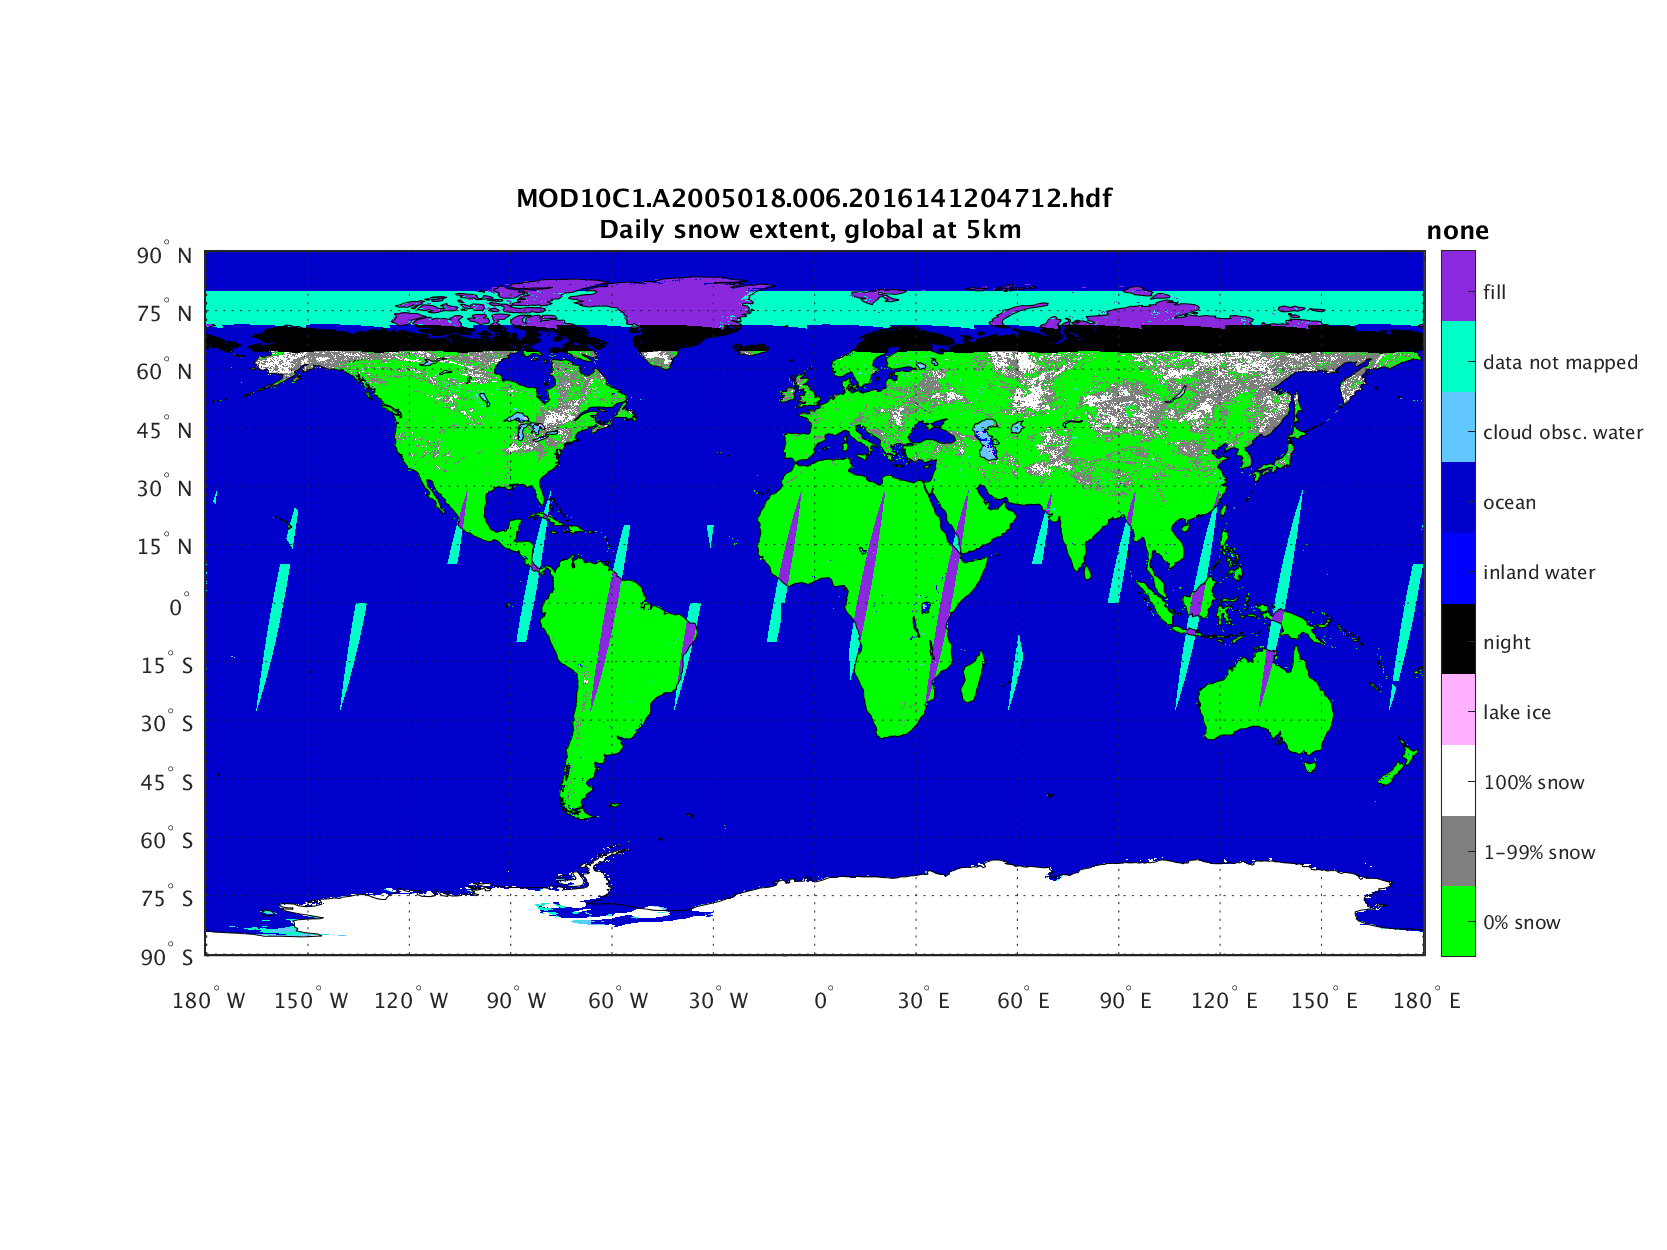 MOD10C1.A2005018.006.2016141204712.hdf
Daily snow extent, global at 5km
none
90° N
75° N
60° N
45° N
30° N
15° N
0°
15° S
30° S
45° S
60° S
75° S
90° S
180° W 150° W 120° W 90° W 60° W 30° W 0° 30° E 60° E 90° E 120° E 150° E 180° E
fill
data not mapped
cloud obsc. water
ocean
inland water
night
lake ice
100% snow
1-99% snow
0% snow